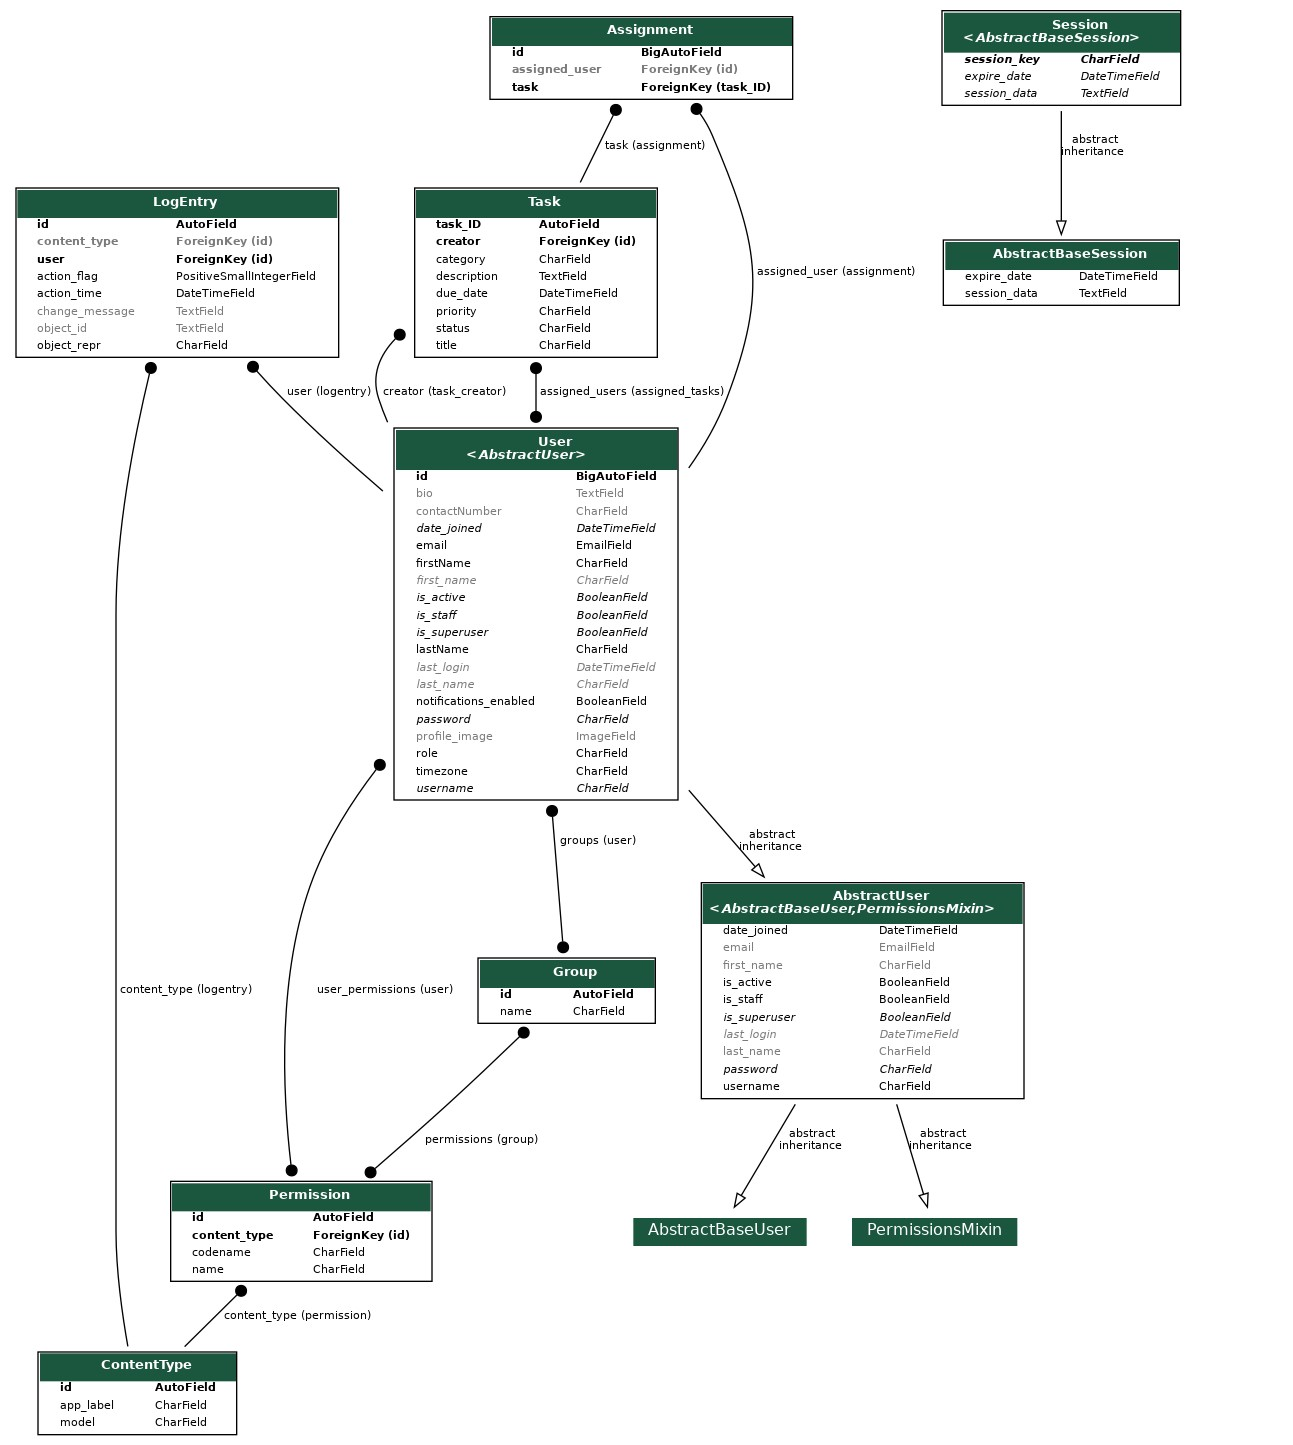 Assignment
id BigAutoField
assigned_user ForeignKey (id)
task ForeignKey (task_ID)
Session
<AbstractBaseSession>
session_key CharField
expire_date DateTimeField
session_data TextField
task (assignment)
abstract
inheritance
LogEntry
id AutoField
content_type ForeignKey (id)
user ForeignKey (id)
action_flag PositiveSmallIntegerField
action_time DateTimeField
change_message TextField
object_id TextField
object_repr CharField
Task
task_ID AutoField
creator ForeignKey (id)
category CharField
description TextField
due_date DateTimeField
priority CharField
status CharField
title CharField
assigned_user (assignment)
AbstractBaseSession
expire_date DateTimeField
session_data TextField
user (logentry)
creator (task_creator)
assigned_users (assigned_tasks)
User
<AbstractUser>
id BigAutoField
bio TextField
contactNumber CharField
date_joined DateTimeField
email EmailField
firstName CharField
first_name CharField
is_active BooleanField
is_staff BooleanField
is_superuser BooleanField
lastName CharField
last_login DateTimeField
last_name CharField
notifications_enabled BooleanField
password CharField
profile_image ImageField
role CharField
timezone CharField
username CharField
groups (user)
abstract
inheritance
AbstractUser
<AbstractBaseUser,PermissionsMixin>
date_joined DateTimeField
email EmailField
first_name CharField
is_active BooleanField
is_staff BooleanField
is_superuser BooleanField
last_login DateTimeField
last_name CharField
password CharField
username CharField
content_type (logentry)
user_permissions (user)
Group
id AutoField
name CharField
permissions (group)
abstract
inheritance
abstract
inheritance
AbstractBaseUser
PermissionsMixin
Permission
id AutoField
content_type ForeignKey (id)
codename CharField
name CharField
content_type (permission)
ContentType
id AutoField
app_label CharField
model CharField